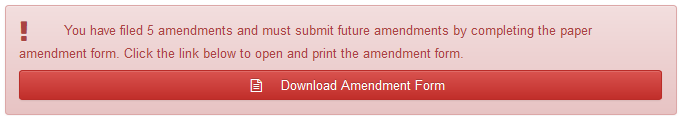 You have filed 5 amendments and must submit future amendments by completing the paper
amendment form. Click the link below to open and print the amendment form.
Download Amendment Form